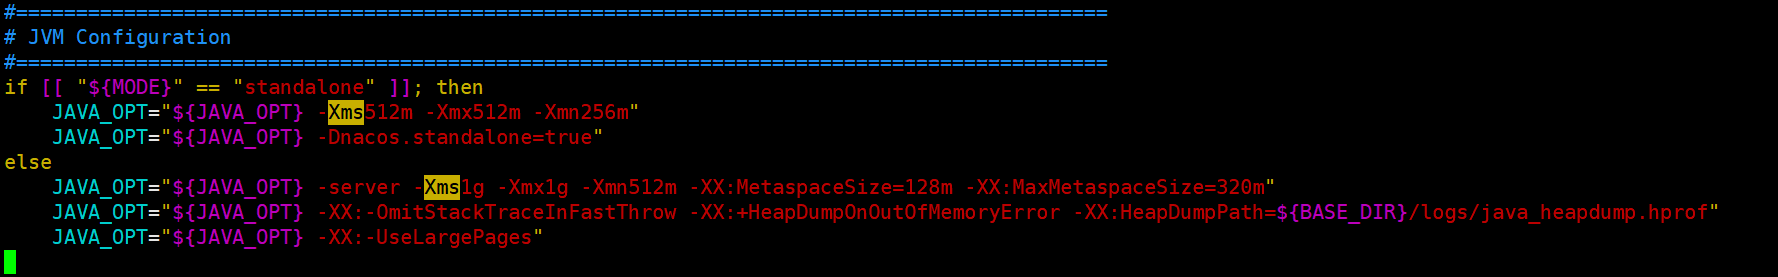 #===========================================================================================
# JVM Configuration
#===========================================================================================
if [[ "${MODE}" == "standalone" ]]; then
    JAVA_OPT="${JAVA_OPT} -Xms512m -Xmx512m -Xmn256m"
    JAVA_OPT="${JAVA_OPT} -Dnacos.standalone=true"
else
    JAVA_OPT="${JAVA_OPT} -server -Xms1g -Xmx1g -Xmn512m -XX:MetaspaceSize=128m -XX:MaxMetaspaceSize=320m"
    JAVA_OPT="${JAVA_OPT} -XX:-OmitStackTraceInFastThrow -XX:+HeapDumpOnOutOfMemoryError -XX:HeapDumpPath=${BASE_DIR}/logs/java_heapdump.hprof"
    JAVA_OPT="${JAVA_OPT} -XX:-UseLargePages"